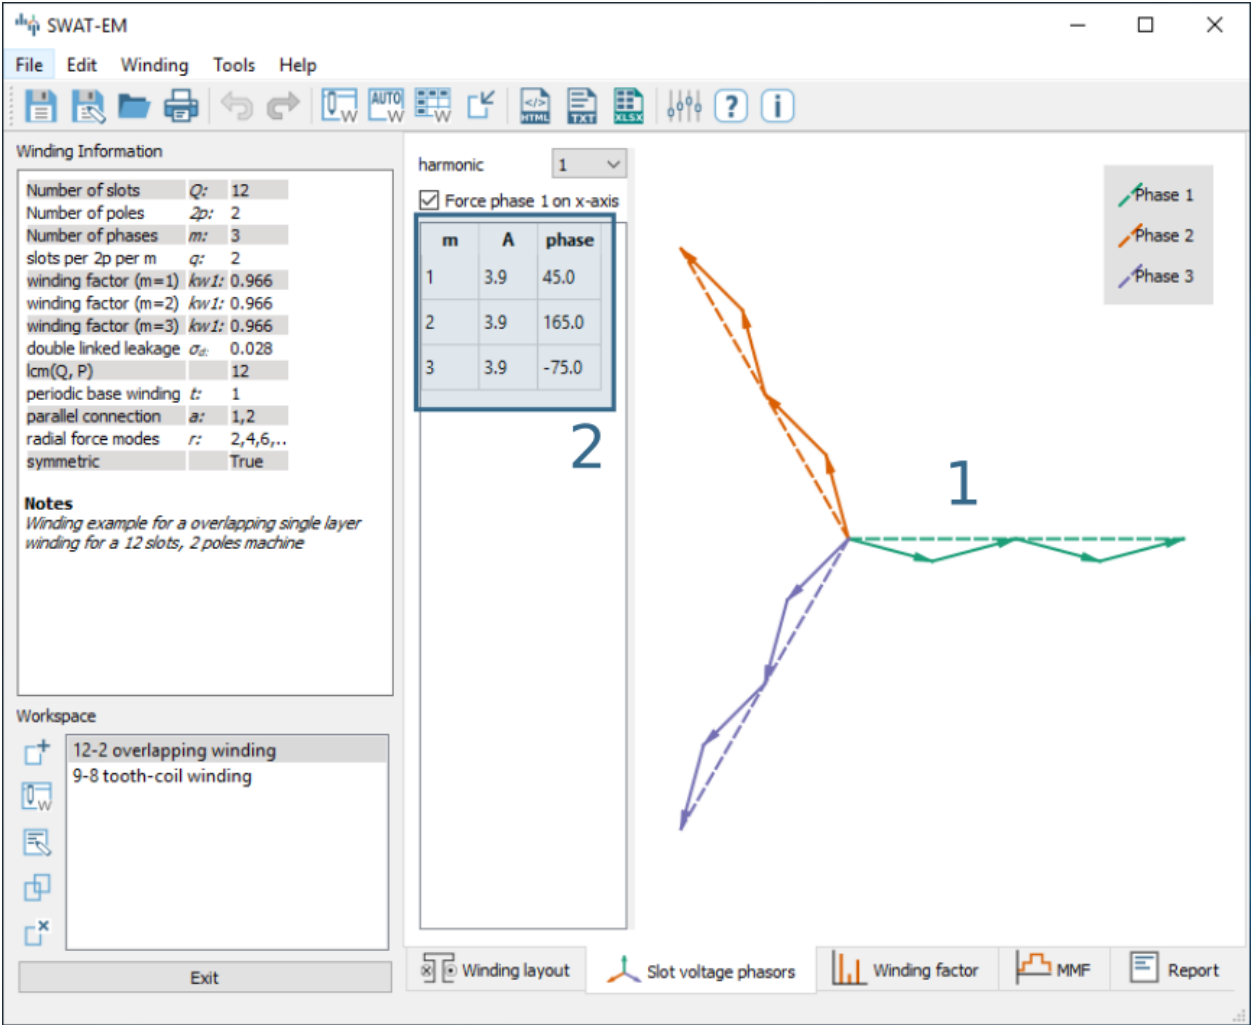 SWAT-EM
File Edit Winding Tools Help
W AUTO W W </> HTML TXT XLSX ? i
Winding Information
Number of slots Q: 12
Number of poles 2p: 2
Number of phases m: 3
slots per 2p per m q: 2
winding factor (m=1) kw1: 0.966
winding factor (m=2) kw1: 0.966
winding factor (m=3) kw1: 0.966
double linked leakage σd: 0.028
lcm(Q, P) 12
periodic base winding t: 1
parallel connection a: 1,2
radial force modes r: 2,4,6,..
symmetric True
Notes
Winding example for a overlapping single layer
winding for a 12 slots, 2 poles machine
Workspace
12-2 overlapping winding
9-8 tooth-coil winding
W
Exit
harmonic 1
Force phase 1 on x-axis
m A phase
1 3.9 45.0
2 3.9 165.0
3 3.9 -75.0
2
1
Phase 1
Phase 2
Phase 3
Winding layout Slot voltage phasors Winding factor MMF Report